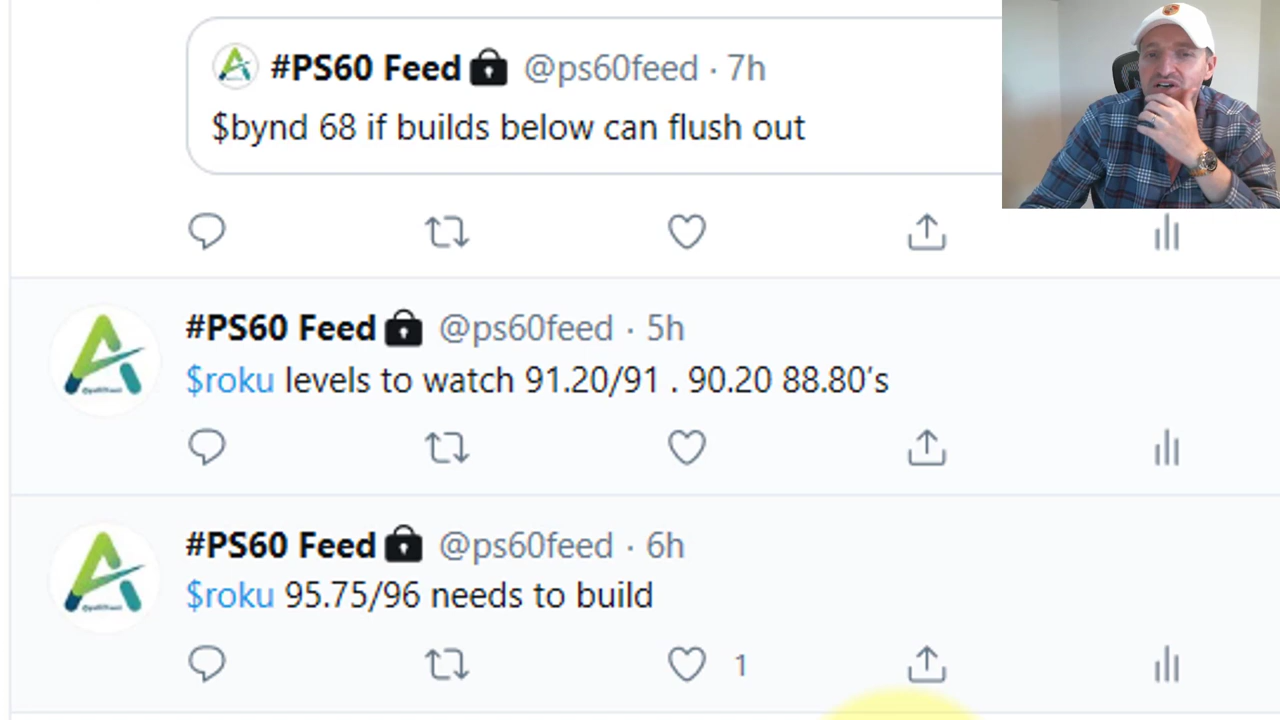 #PS60 Feed @ps60feed · 7h
$bynd 68 if builds below can flush out
#PS60 Feed @ps60feed · 5h
$roku levels to watch 91.20/91 . 90.20 88.80's
#PS60 Feed @ps60feed · 6h
$roku 95.75/96 needs to build
1